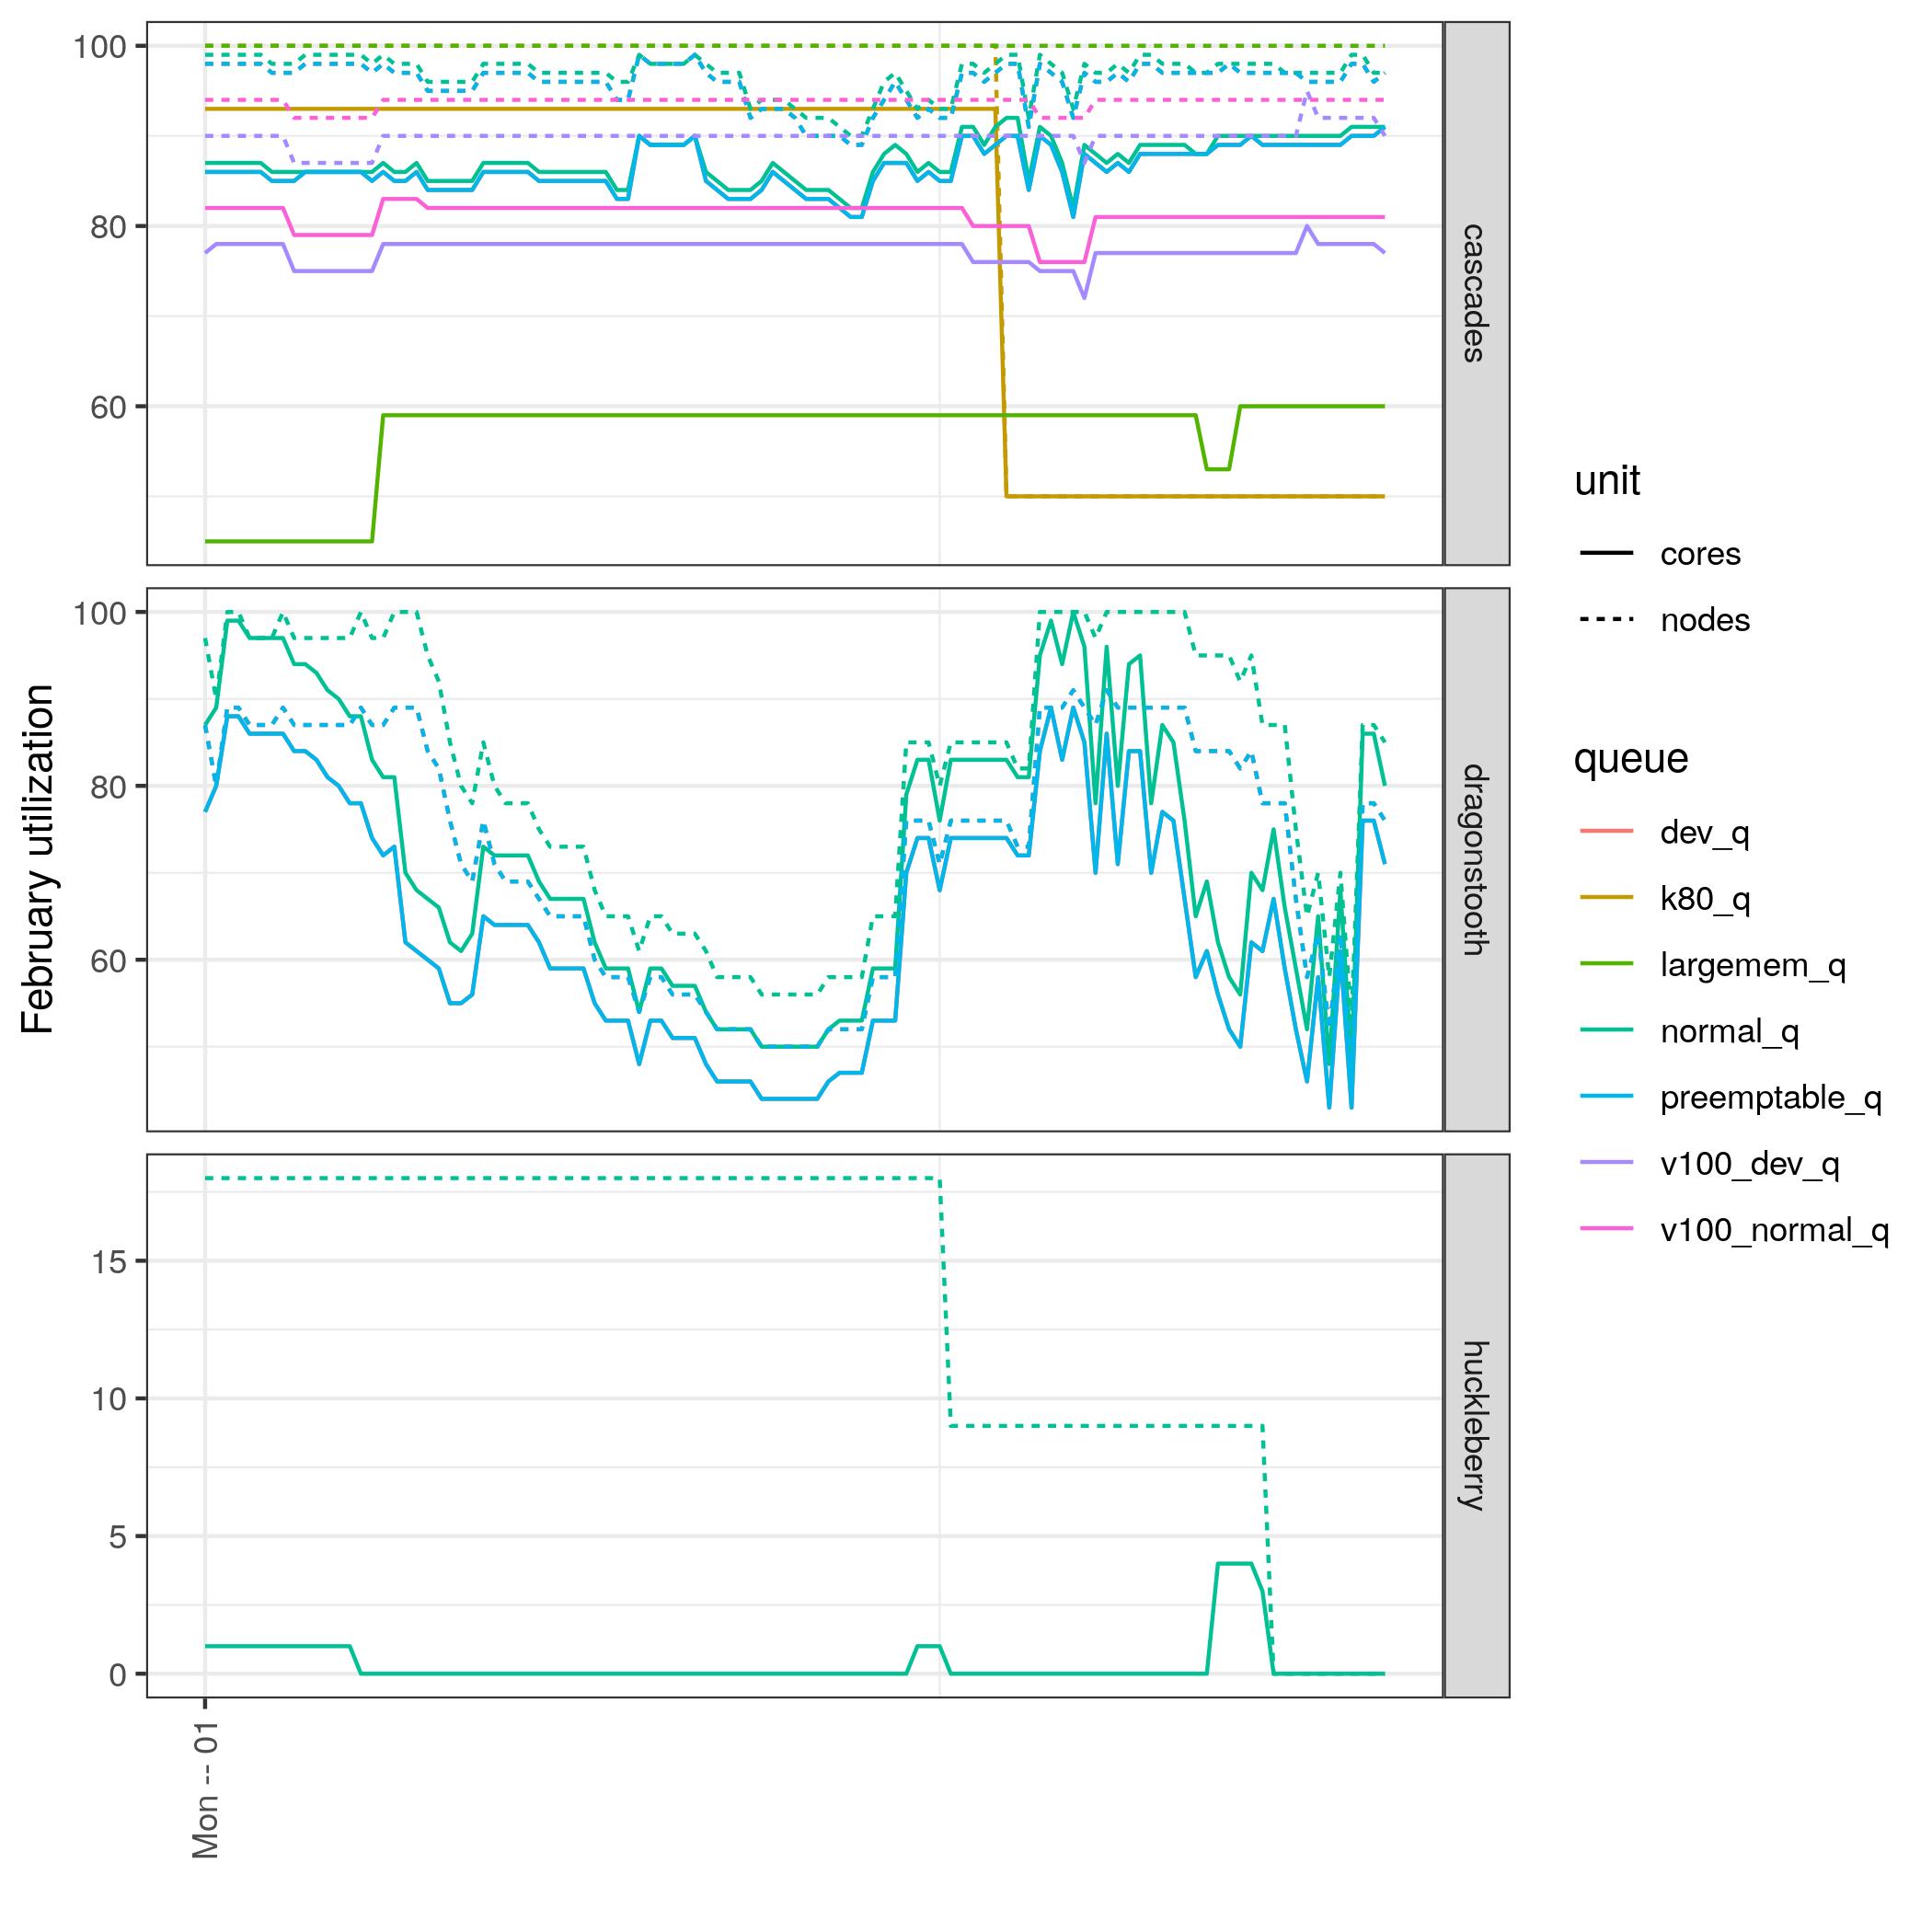 February utilization
100
80
60
cascades
100
80
60
dragonstooth
15
10
5
0
huckleberry
Mon -- 01
unit
cores
nodes
queue
dev_q
k80_q
largemem_q
normal_q
preemptable_q
v100_dev_q
v100_normal_q